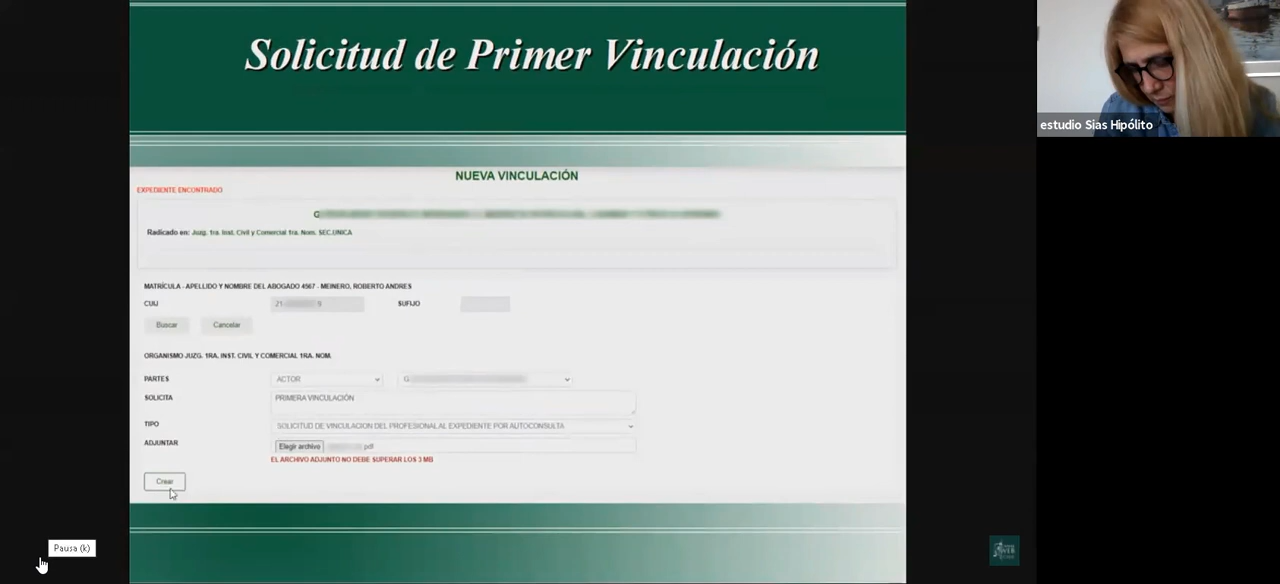 Solicitud de Primer Vinculación
estudio Sias Hipólito
NUEVA VINCULACIÓN
EXPEDIENTE ENCONTRADO
Radicado en: Juzg. 1ra. Inst. Civil y Comercial 1ra. Nom. SEC.UNICA
MATRÍCULA - APELLIDO Y NOMBRE DEL ABOGADO 4567 - MEINERO, ROBERTO ANDRES
CUIJ 21- 9 SUFIJO
Buscar Cancelar
ORGANISMO JUZG. 1RA. INST. CIVIL Y COMERCIAL 1RA. NOM.
PARTES ACTOR G
SOLICITA PRIMERA VINCULACIÓN
TIPO SOLICITUD DE VINCULACION DEL PROFESIONAL AL EXPEDIENTE POR AUTOCONSULTA
ADJUNTAR Elegir archivo .pdf
EL ARCHIVO ADJUNTO NO DEBE SUPERAR LOS 3 MB
Crear
Pausa (k)